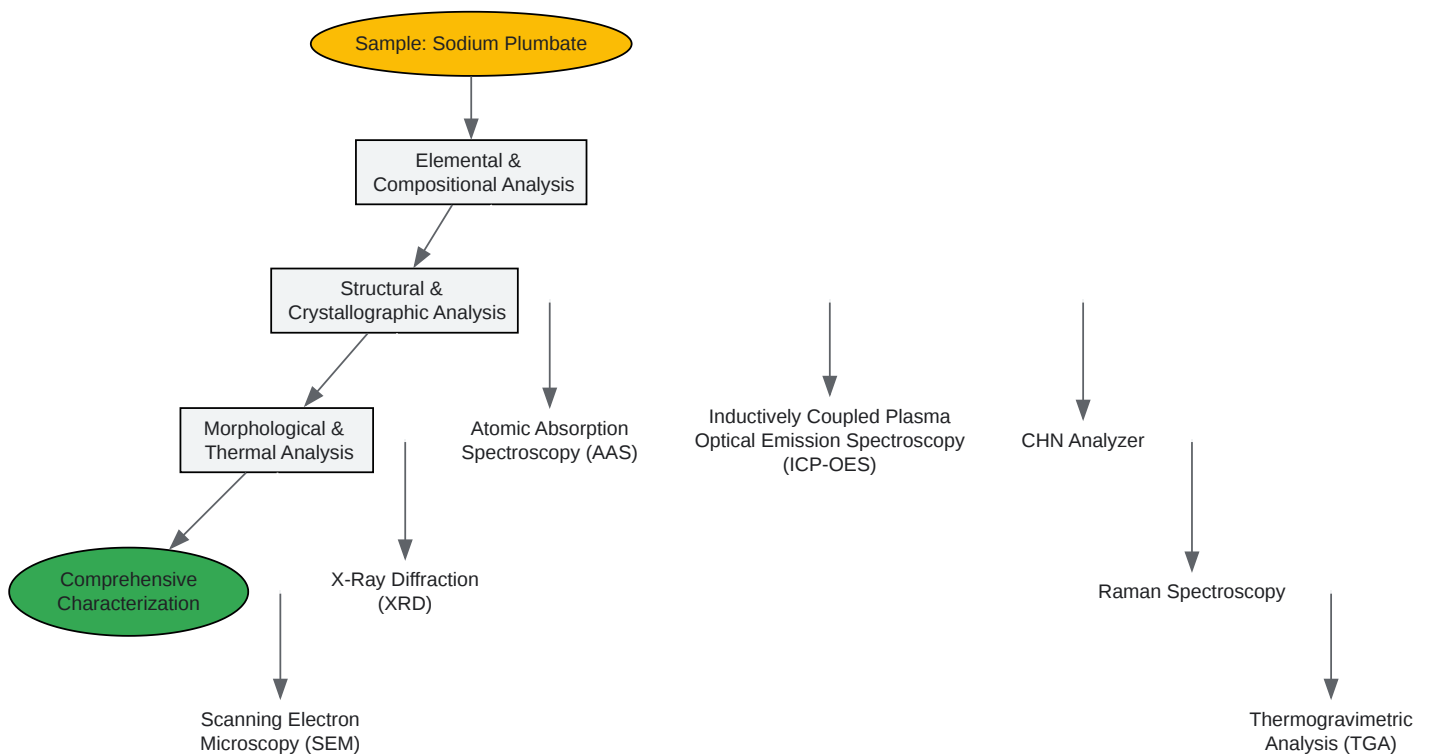 Sample: Sodium Plumbate
Elemental &
Compositional Analysis
Structural &
Crystallographic Analysis
Morphological &
Thermal Analysis
Atomic Absorption
Spectroscopy (AAS)
Inductively Coupled Plasma
Optical Emission Spectroscopy
(ICP-OES)
CHN Analyzer
Comprehensive
Characterization
X-Ray Diffraction
(XRD)
Raman Spectroscopy
Scanning Electron
Microscopy (SEM)
Thermogravimetric
Analysis (TGA)